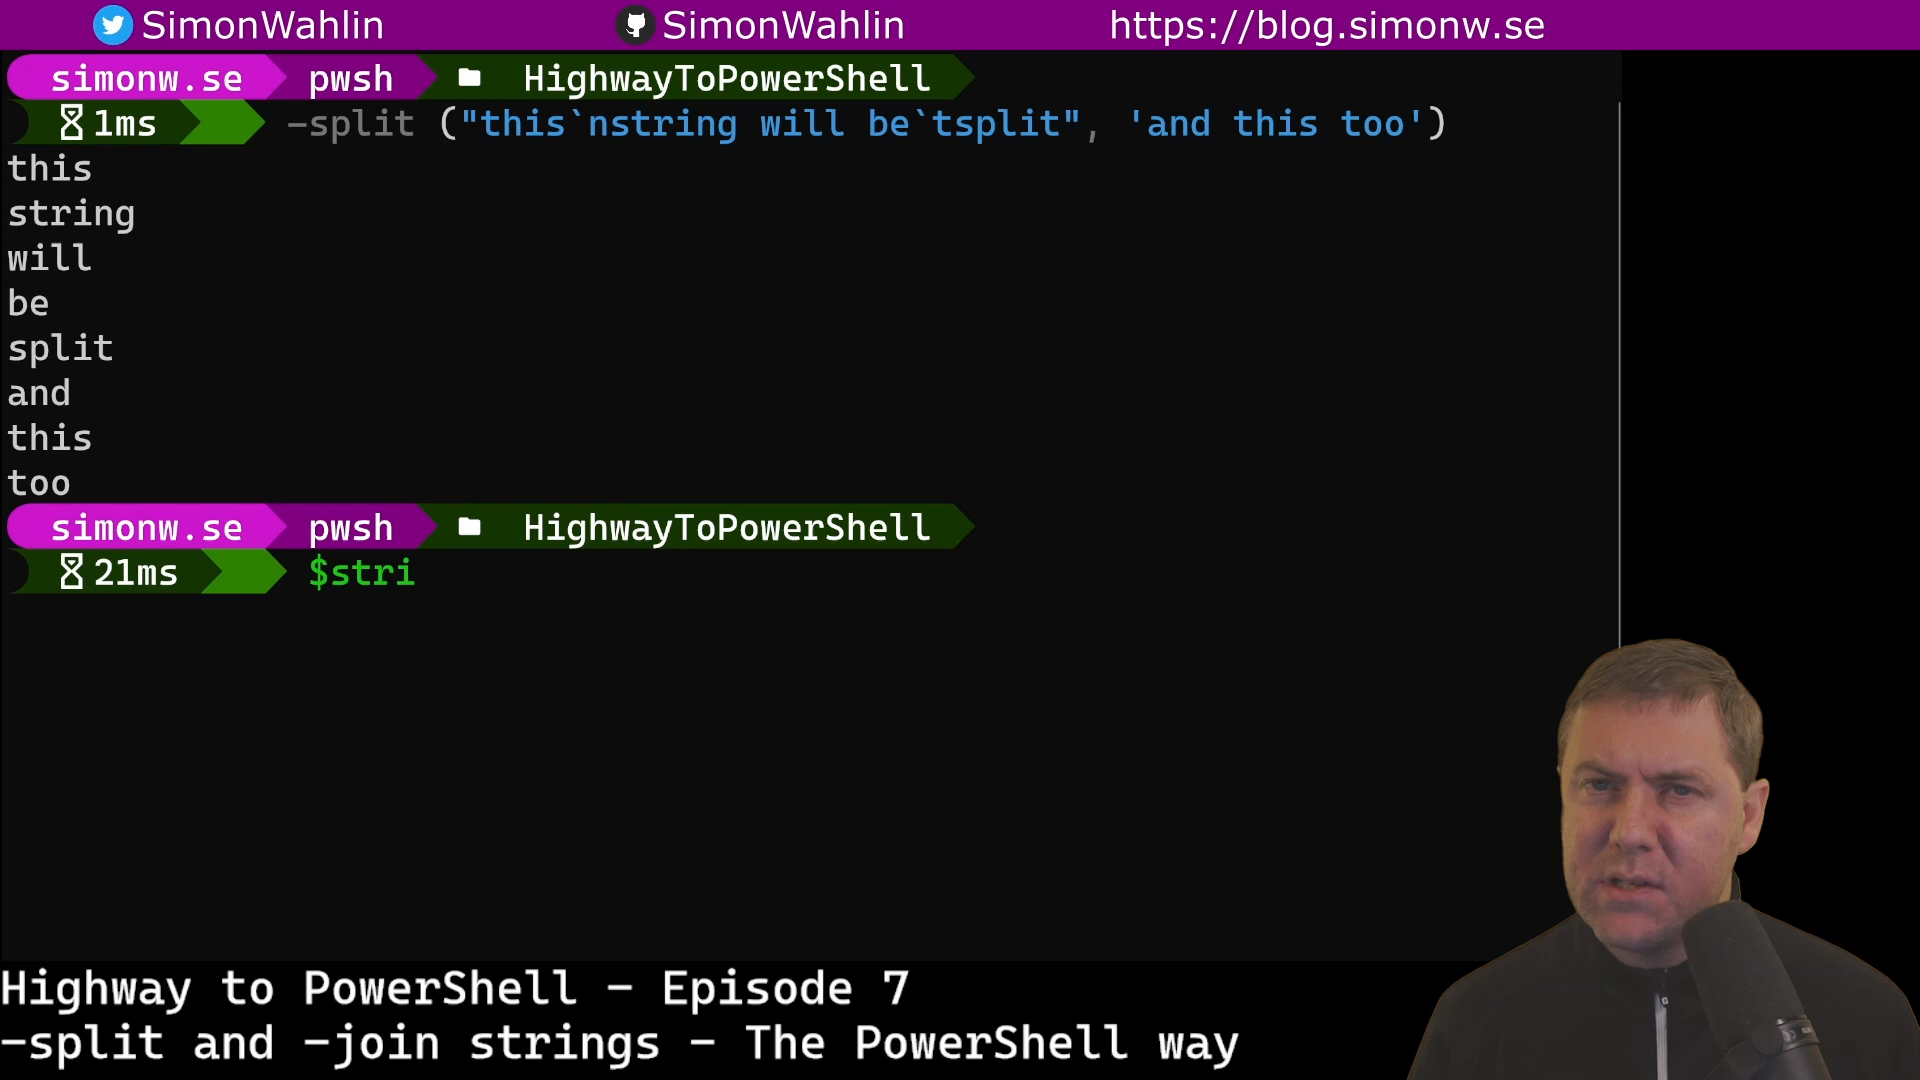 SimonWahlin SimonWahlin https://blog.simonw.se
simonw.se pwsh HighwayToPowerShell
1ms -split ("this`nstring will be`tsplit", 'and this too')
this
string
will
be
split
and
this
too
simonw.se pwsh HighwayToPowerShell
21ms $stri
Highway to PowerShell - Episode 7
-split and -join strings - The PowerShell way